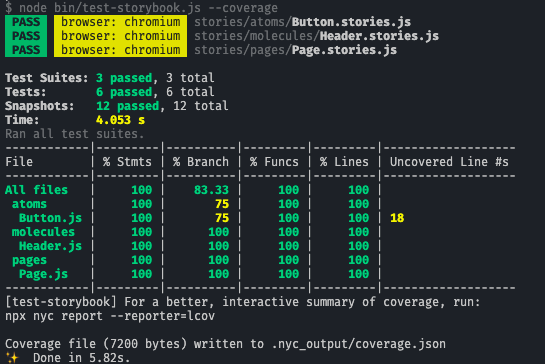 $ node bin/test-storybook.js --coverage
PASS browser: chromium stories/atoms/Button.stories.js
PASS browser: chromium stories/molecules/Header.stories.js
PASS browser: chromium stories/pages/Page.stories.js
Test Suites: 3 passed, 3 total
Tests: 6 passed, 6 total
Snapshots: 12 passed, 12 total
Time: 4.053 s
Ran all test suites.
------------|---------|----------|---------|---------|-------------------
File | % Stmts | % Branch | % Funcs | % Lines | Uncovered Line #s
------------|---------|----------|---------|---------|-------------------
All files | 100 | 83.33 | 100 | 100 |
atoms | 100 | 75 | 100 | 100 |
Button.js | 100 | 75 | 100 | 100 | 18
molecules | 100 | 100 | 100 | 100 |
Header.js | 100 | 100 | 100 | 100 |
pages | 100 | 100 | 100 | 100 |
Page.js | 100 | 100 | 100 | 100 |
------------|---------|----------|---------|---------|-------------------
[test-storybook] For a better, interactive summary of coverage, run:
npx nyc report --reporter=lcov
Coverage file (7200 bytes) written to .nyc_output/coverage.json
✨ Done in 5.82s.